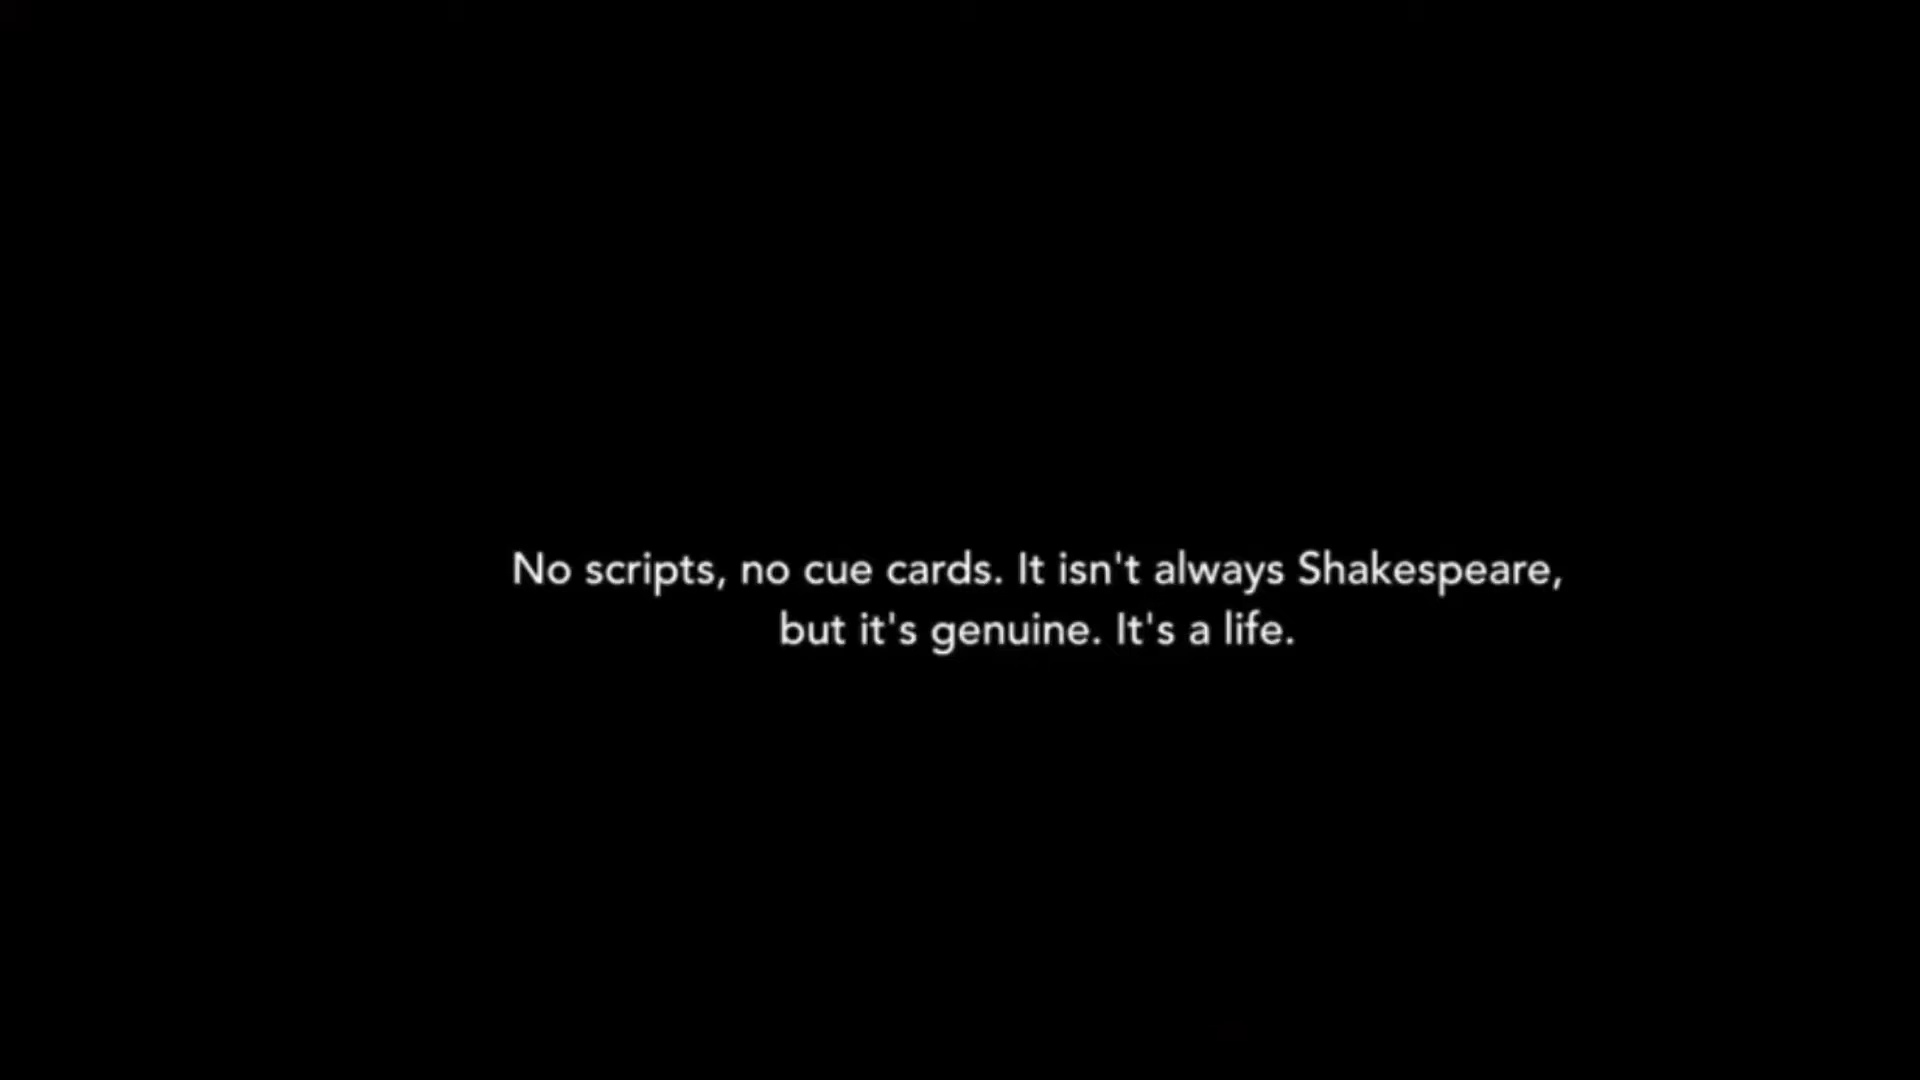 No scripts, no cue cards. It isn't always Shakespeare,
but it's genuine. It's a life.